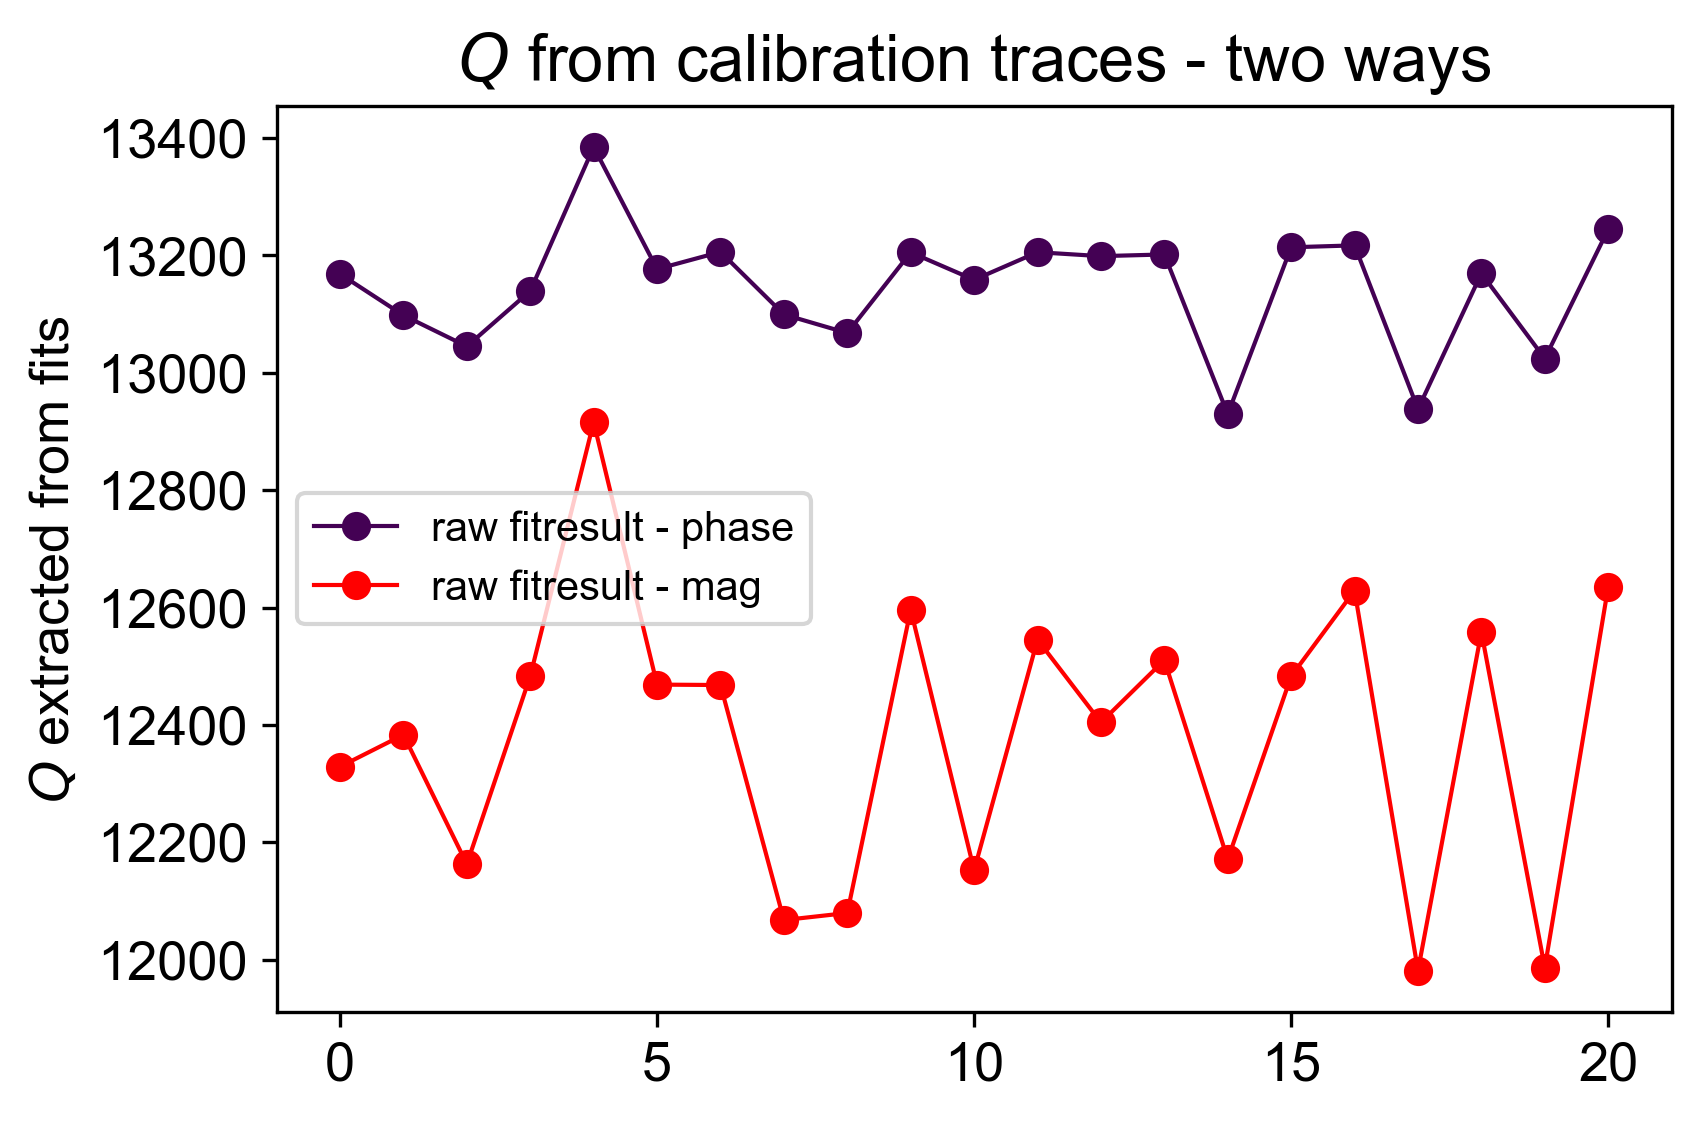 Q from calibration traces - two ways
13400
13200
13000
12800
12600
12400
12200
12000
Q extracted from fits
raw fitresult - phase
raw fitresult - mag
0 5 10 15 20